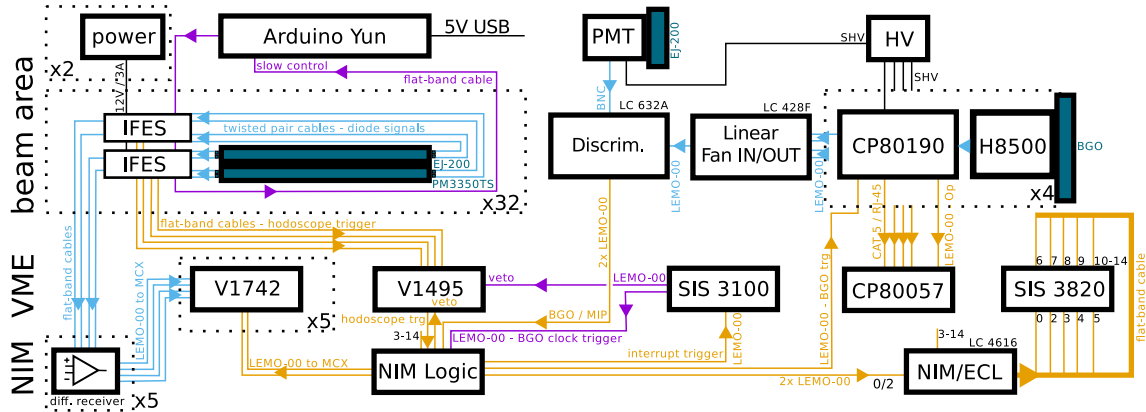 power
Arduino Yun
5V USB
PMT
EJ-200
HV
SHV
x2
slow control
flat-band cable
12V / 3A
BNC
SHV
beam area
LC 632A
LC 428F
IFES
twisted pair cables - diode signals
Discrim.
Linear
Fan IN/OUT
CP80190
H8500
BGO
IFES
EJ-200
PM3350TS
LEMO-00
LEMO-00
x32
x4
flat-band cables - hodoscope trigger
flat-band cables
LEMO-00 to MCX
2x LEMO-00
LEMO-00 - BGO trg
CAT-5 / RJ-45
LEMO-00 - Op
VME
V1742
x5
V1495
veto
LEMO-00
SIS 3100
CP80057
6
7
8
9
10-14
SIS 3820
0
2
3
4
5
flat-band cable
veto
hodoscope trg
BGO / MIP
3-14
LEMO-00 - BGO clock trigger
interrupt trigger
LEMO-00
3-14
LC 4616
NIM
diff. receiver
x5
LEMO-00 to MCX
NIM Logic
2x LEMO-00
0/2
NIM/ECL